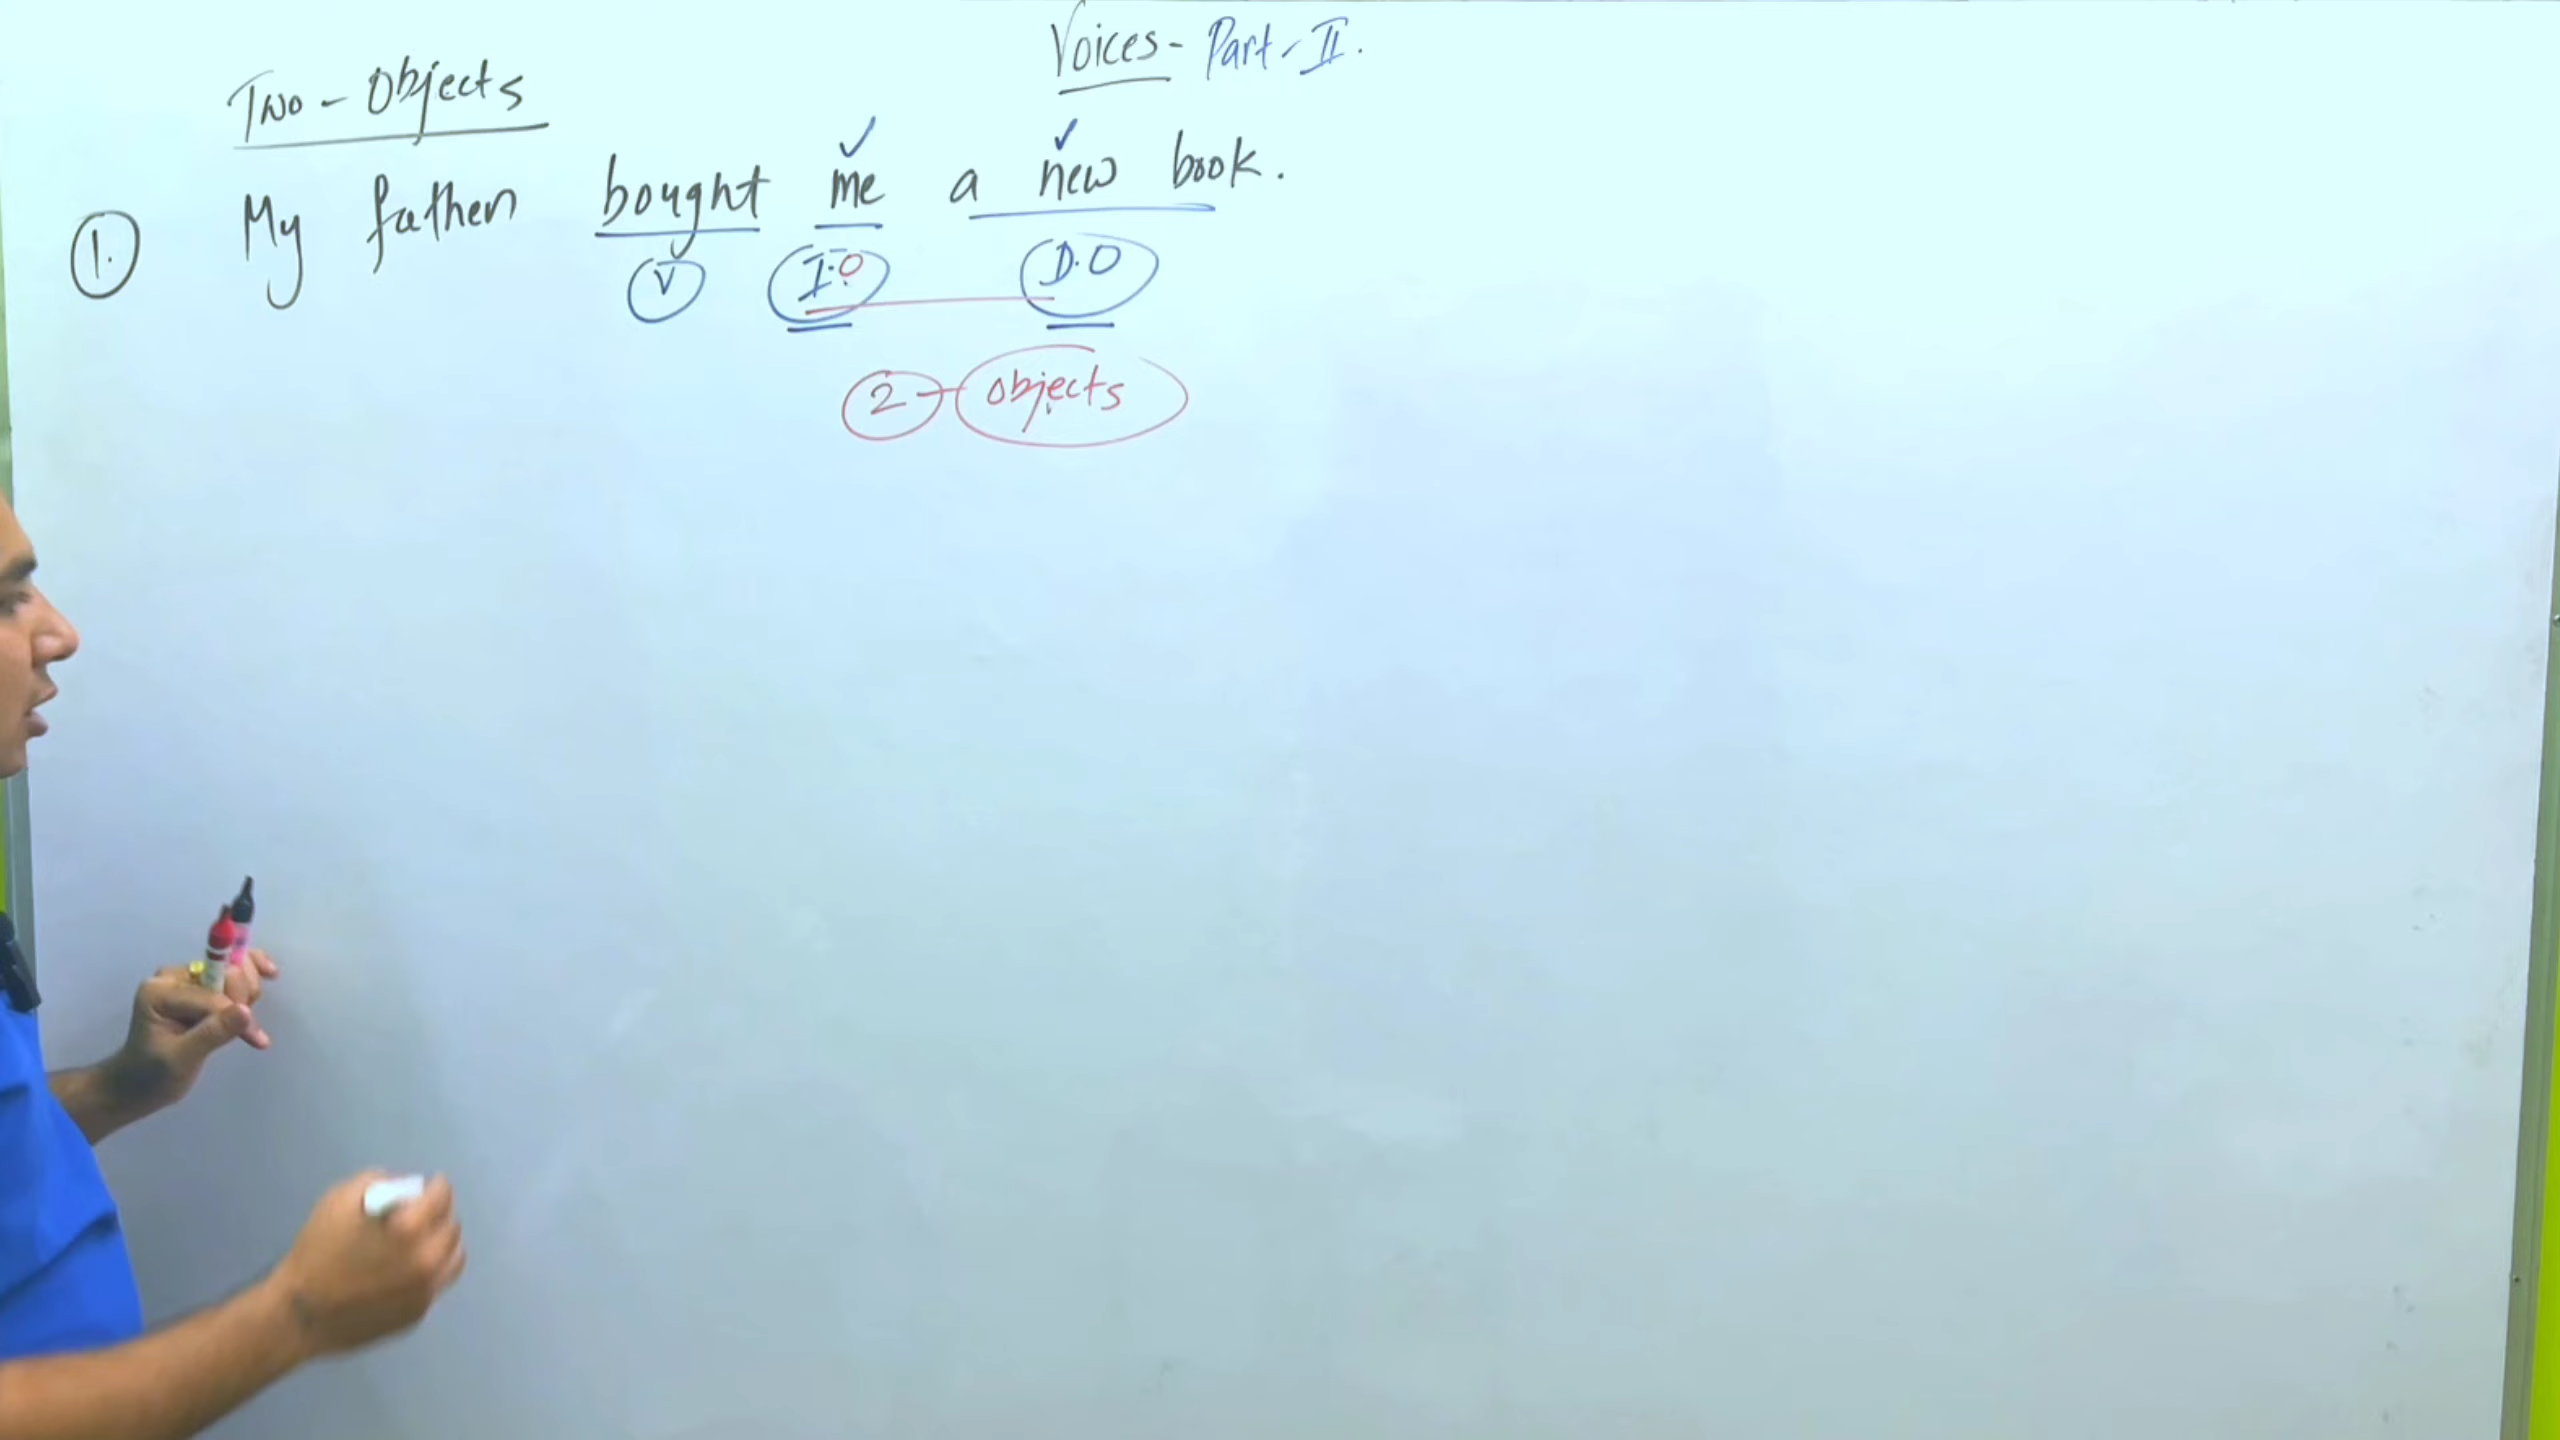 Voices - Part - II.
Two - Objects
1. My father bought me a new book.
V I.O D.O
2 - objects